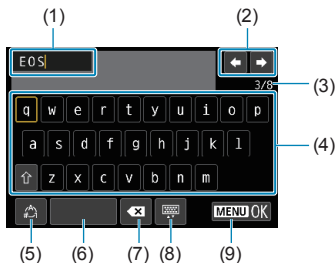 (1) (2)
EOS
3/8 (3)
q w e r t y u i o p
a s d f g h j k l (4)
z x c v b n m
MENU OK
(5) (6) (7) (8) (9)